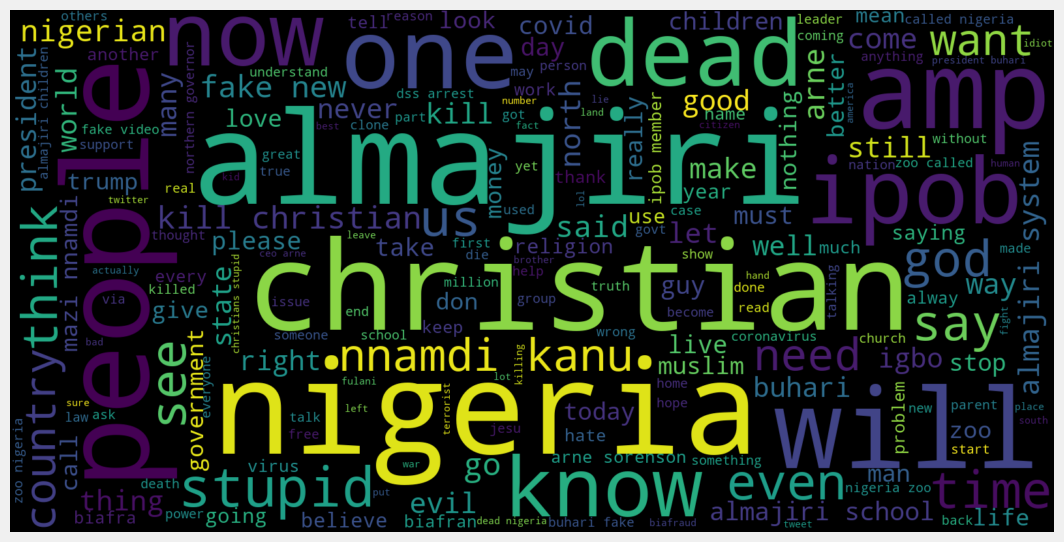 nigerian
now
one
covid
dead
children
leader
others
tell
reason
look
mean
called nigeria
coming
idiot
come
want
president buhari
anything
amp
president
world
another
many
understand
fake new
never
day
may
person
work
arne
better
america
northern governor
dss arrest
number
lie
land
good
really
north
ipob member
name
nothing
still
without
almajiri children
fake video
support
people
love
clone
part
kill
got
fact
citizen
best
great
true
yet
thank
lol
make
year
nation
zoo called
human
almajiri
ipob
trump
twitter
real
kid
money
used
case
govt
must
saying
almajiri system
mazi nnamdi
thought
kill christian
us
said
use
let
well
much
god
made
think
please
take
leave
ceo arne
first
die
brother
religion
help
show
guy
hand
done
truth
read
become
talking
alway
way
actually
every
killed
via
bad
state
christians stupid
christian
don
million
group
country
give
issue
end
someone
school
keep
wrong
live
coronavirus
church
say
fight
see
right
nnamdi kanu
muslim
need
igbo
stop
law
ask
call
government
everyone
sure
fulani
lot
killing
home
hope
buhari
problem
new
parent
place
south
zoo nigeria
nigeria
talk
left
terrorist
free
jesu
today
hate
zoo
start
will
thing
death
virus
war
go
arne sorenson
something
man
biafra
power
going
stupid
put
evil
know
even
nigeria zoo
time
believe
biafran
dead nigeria
buhari fake
biafraud
tweet
almajiri school
back
life